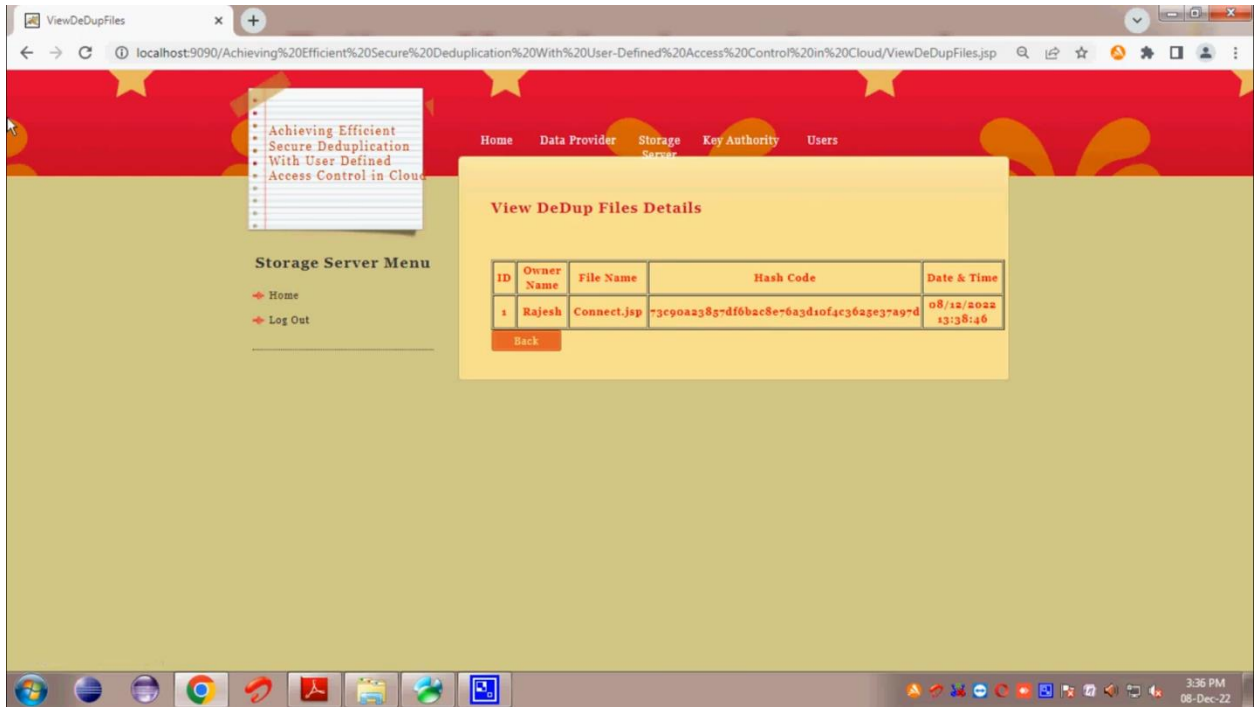 ViewDeDupFiles
localhost:9090/Achieving%20Efficient%20Secure%20Deduplication%20With%20User-Defined%20Access%20Control%20in%20Cloud/ViewDeDupFiles.jsp
Achieving Efficient
Secure Deduplication
With User Defined
Access Control in Cloud
Home Data Provider Storage Server Key Authority Users
View DeDup Files Details
Storage Server Menu
Home
Log Out
ID Owner Name File Name Hash Code Date & Time
1 Rajesh Connect.jsp 73c90a23857df6b2c8e76a3d10f4c3625e37a97d 08/12/2022 13:38:46
Back
3:36 PM
08-Dec-22